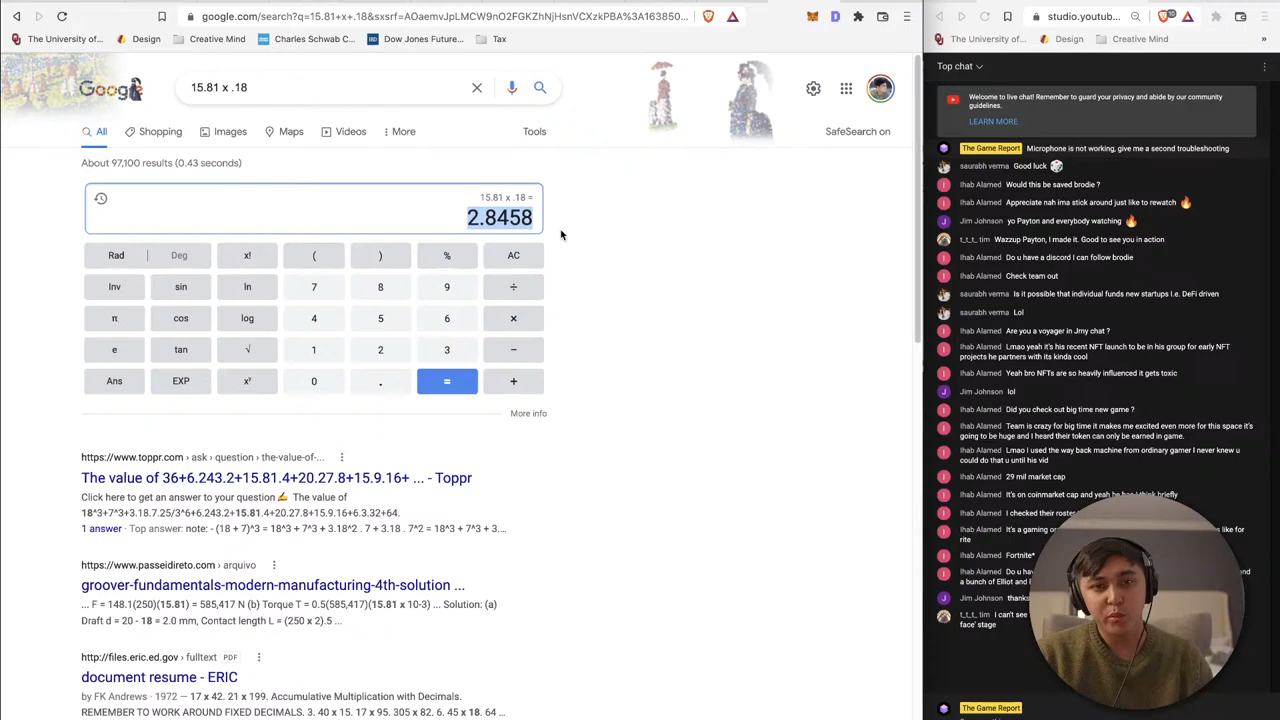 google.com/search?q=15.81+x+.18&sxsrf=AOaemvJpLMCW9nO2FGKZhNjHsnVCXzkPBA%3A163850...
The University of...
Design
Creative Mind
Charles Schwab C...
Dow Jones Future...
Tax
Google
15.81 x .18
All
Shopping
Images
Maps
Videos
More
Tools
SafeSearch on
About 97,100 results (0.43 seconds)
15.81 x .18 =
2.8458
Rad Deg x! ( ) % AC
Inv sin ln 7 8 9 ÷
π cos log 4 5 6 ×
e tan 1 2 3 −
Ans EXP 0 . = +
More info
https://www.toppr.com › ask › question › the-value-of-...
The value of 36+6.243.2+15.81.4+20.27.8+15.9.16+ ... - Toppr
Click here to get an answer to your question ✍ The value of
18^3+7^3+3.18.7.25/3^6+6.243.2+15.81.4+20.27.8+15.9.16+6.3.32+64.
1 answer · Top answer: note: - (18 + 7)^3 = 18^3 + 7^3 + 3.18^2 . 7 + 3.18 . 7^2 = 18^3 + 7^3 + 3...
https://www.passeidireto.com › arquivo
groover-fundamentals-modern-manufacturing-4th-solution ...
... F = 148.1(250)(15.81) = 585,417 N (b) Torque T = 0.5(585,417)(15.81 x 10-3) ... Solution: (a)
Draft d = 20 - 18 = 2.0 mm, Contact length L = (250 x 2).5 ...
http://files.eric.ed.gov › fulltext PDF
document resume - ERIC
by FK Andrews · 1972 — 17 x 42. 21 x 199. Accumulative Multiplication with Decimals.
REMEMBER TO WORK AROUND FIXED DECIMALS. 3. 40 x 15. 17 x 95. 305 x 82. 6. 45 x 18. 64 ...
studio.youtub...
The University of...
Design
Creative Mind
»
Top chat
Welcome to live chat! Remember to guard your privacy and abide by our community
guidelines.
LEARN MORE
The Game Report Microphone is not working, give me a second troubleshooting
saurabh verma Good luck 🎲
Ihab Alamed Would this be saved brodie ?
Ihab Alamed Appreciate nah ima stick around just like to rewatch 🔥
Jim Johnson yo Payton and everybody watching 🔥
t_t_ tim Wazzup Payton, I made it. Good to see you in action
Ihab Alamed Do u have a discord I can follow brodie
Ihab Alamed Check team out
saurabh verma Is it possible that individual funds new startups I.e. DeFi driven
saurabh verma Lol
Ihab Alamed Are you a voyager in Jrny chat ?
Ihab Alamed Lmao yeah it's his recent NFT launch to be in his group for early NFT
projects he partners with its kinda cool
Ihab Alamed Yeah bro NFTs are so heavily influenced it gets toxic
Jim Johnson lol
Ihab Alamed Did you check out big time new game ?
Ihab Alamed Team is crazy for big time it makes me excited even more for this space it's
going to be huge and I heard their token can only be earned in game.
Ihab Alamed Lmao I used the way back machine from ordinary gamer I never knew u
could do that u until his vid
Ihab Alamed 29 mil market cap
Ihab Alamed It's on coinmarket cap and yeah he has I think briefly
Ihab Alamed I checked their roster
Ihab Alamed It's a gaming or like for
rite
Ihab Alamed Fortnite*
Ihab Alamed Do u ha
a bunch of Elliot and
Jim Johnson thanks
t_t_ tim I can't see
face' stage
The Game Report